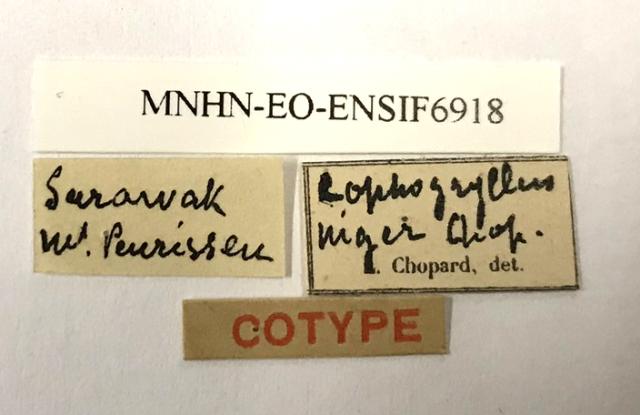 MNHN-EO-ENSIF6918
Sarawak
Mt. Penrissen
Lophogryllus
niger Chop.
L. Chopard, det.
COTYPE